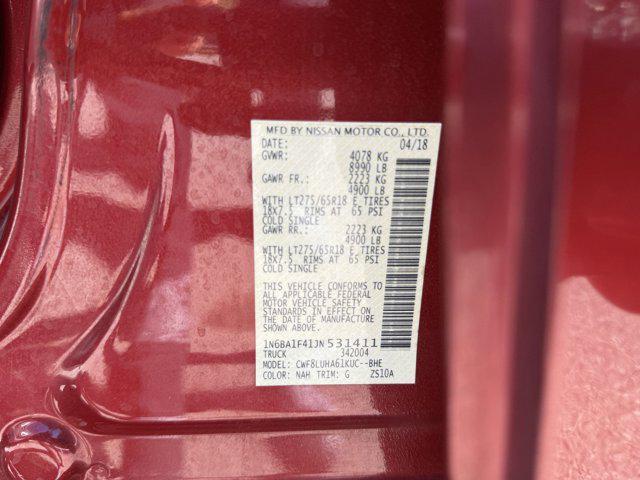 MFD BY NISSAN MOTOR CO., LTD.
DATE: 04/18
GVWR: 4078 KG
8990 LB
GAWR FR.: 2223 KG
4900 LB
WITH LT275/65R18 E TIRES
18X7.5 RIMS AT 65 PSI
COLD SINGLE
GAWR RR.: 2223 KG
4900 LB
WITH LT275/65R18 E TIRES
18X7.5 RIMS AT 65 PSI
COLD SINGLE
THIS VEHICLE CONFORMS TO
ALL APPLICABLE FEDERAL
MOTOR VEHICLE SAFETY
STANDARDS IN EFFECT ON
THE DATE OF MANUFACTURE
SHOWN ABOVE.
1N6BA1F41JN531411
TRUCK 342004
MODEL: CWF8LUHA61KUC--BHE
COLOR: NAH TRIM: G ZS10A